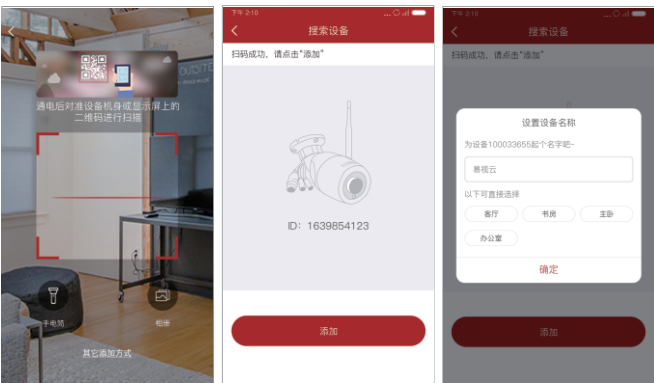 通电后对准设备机身或显示屏上的
二维码进行扫描
手电筒
相册
其它添加方式
下午 2:10
搜索设备
扫码成功，请点击"添加"
ID：1639854123
添加
下午 2:10
搜索设备
扫码成功，请点击"添加"
设置设备名称
为设备100033655起个名字吧~
易视云
以下可直接选择
客厅
书房
主卧
办公室
确定
添加